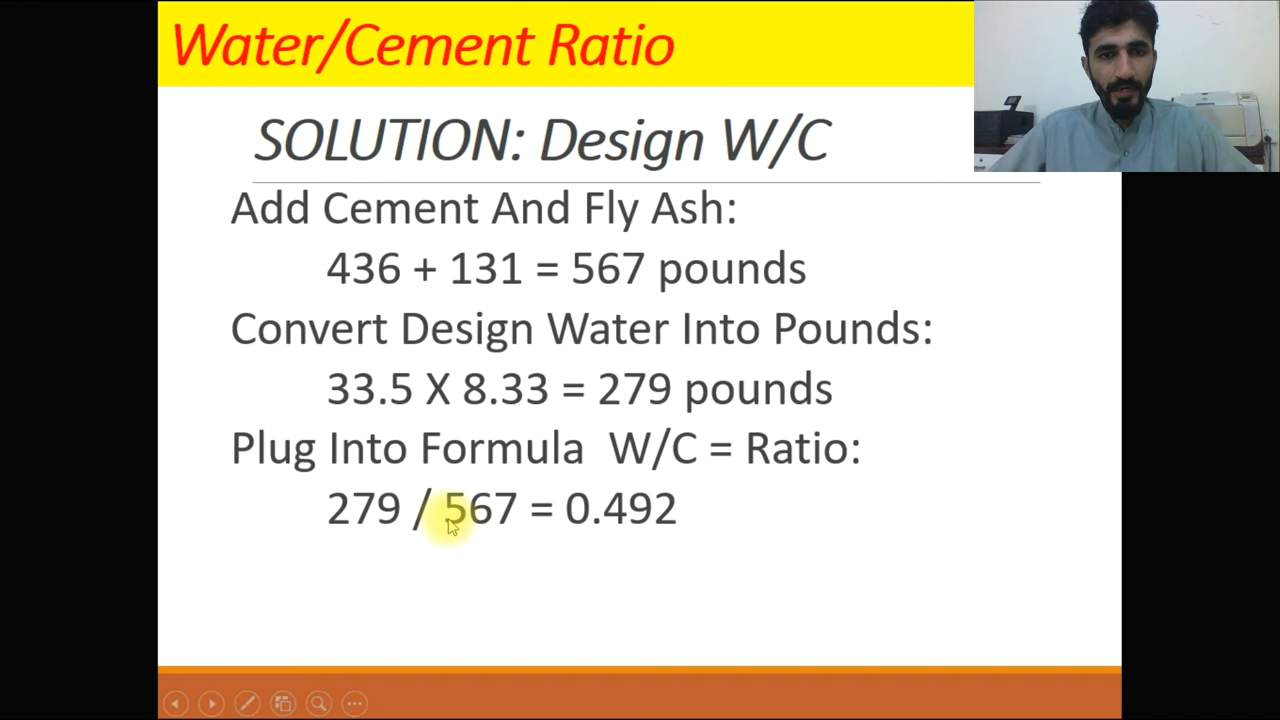 Water/Cement Ratio
SOLUTION: Design W/C
Add Cement And Fly Ash:
436 + 131 = 567 pounds
Convert Design Water Into Pounds:
33.5 X 8.33 = 279 pounds
Plug Into Formula W/C = Ratio:
279 / 567 = 0.492